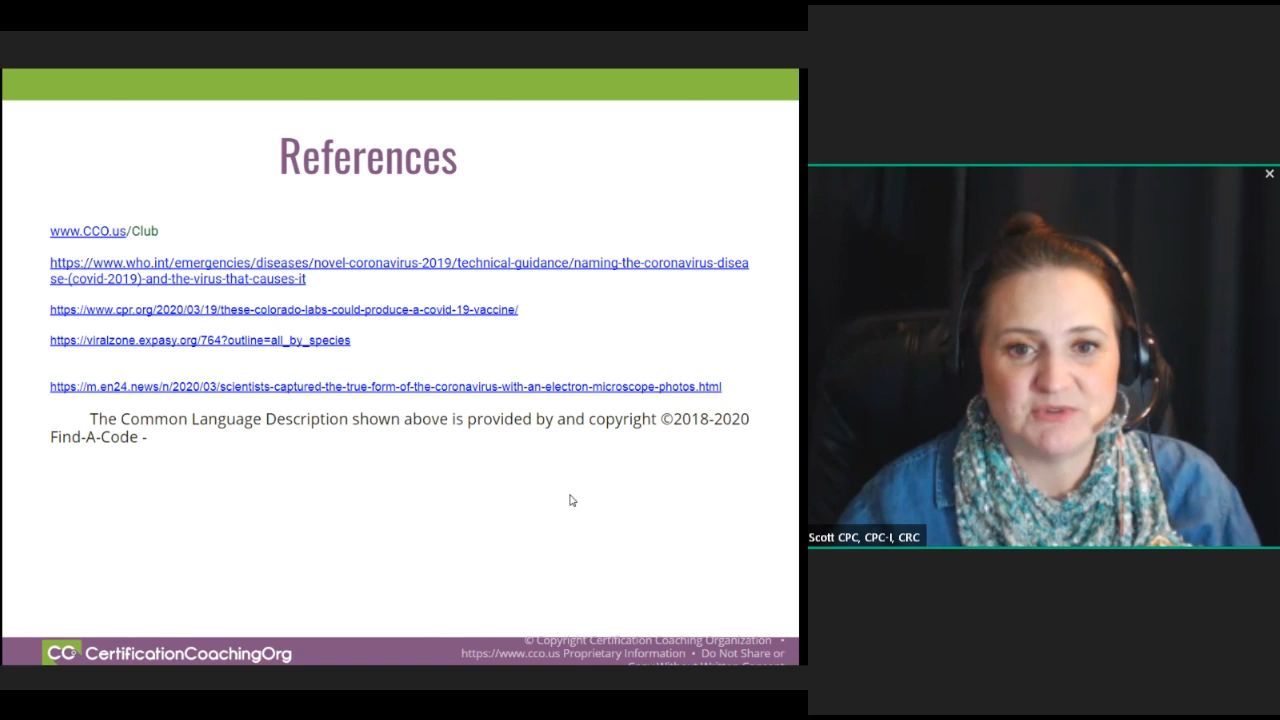 References
www.CCO.us/Club
https://www.who.int/emergencies/diseases/novel-coronavirus-2019/technical-guidance/naming-the-coronavirus-disea
se-(covid-2019)-and-the-virus-that-causes-it
https://www.cpr.org/2020/03/19/these-colorado-labs-could-produce-a-covid-19-vaccine/
https://viralzone.expasy.org/764?outline=all_by_species
https://m.en24.news/n/2020/03/scientists-captured-the-true-form-of-the-coronavirus-with-an-electron-microscope-photos.html
The Common Language Description shown above is provided by and copyright ©2018-2020
Find-A-Code -
CO CertificationCoachingOrg
© Copyright Certification Coaching Organization •
https://www.cco.us Proprietary Information • Do Not Share or
Copy Without Written Consent
Scott CPC, CPC-I, CRC